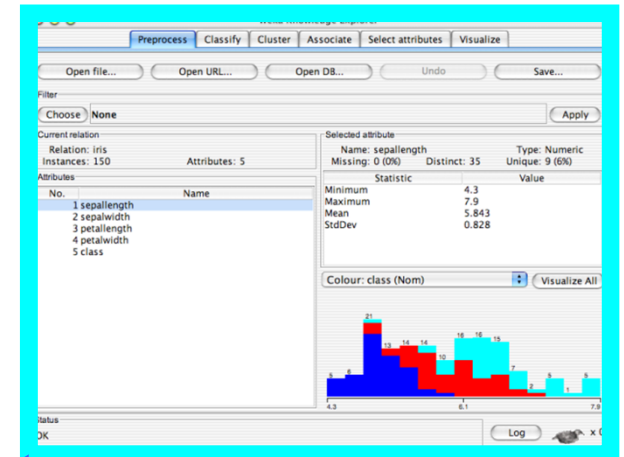 Weka Knowledge Explorer
Preprocess Classify Cluster Associate Select attributes Visualize
Open file... Open URL... Open DB... Undo Save...
Filter
Choose None Apply
Current relation
Relation: iris
Instances: 150 Attributes: 5
Attributes
No. Name
1 sepallength
2 sepalwidth
3 petallength
4 petalwidth
5 class
Selected attribute
Name: sepallength Type: Numeric
Missing: 0 (0%) Distinct: 35 Unique: 9 (6%)
Statistic Value
Minimum 4.3
Maximum 7.9
Mean 5.843
StdDev 0.828
Colour: class (Nom) Visualize All
21
13 14 14
16 16 15
10
5 6 7 5 5
2 1
4.3 6.1 7.9
Status
OK
Log x 0